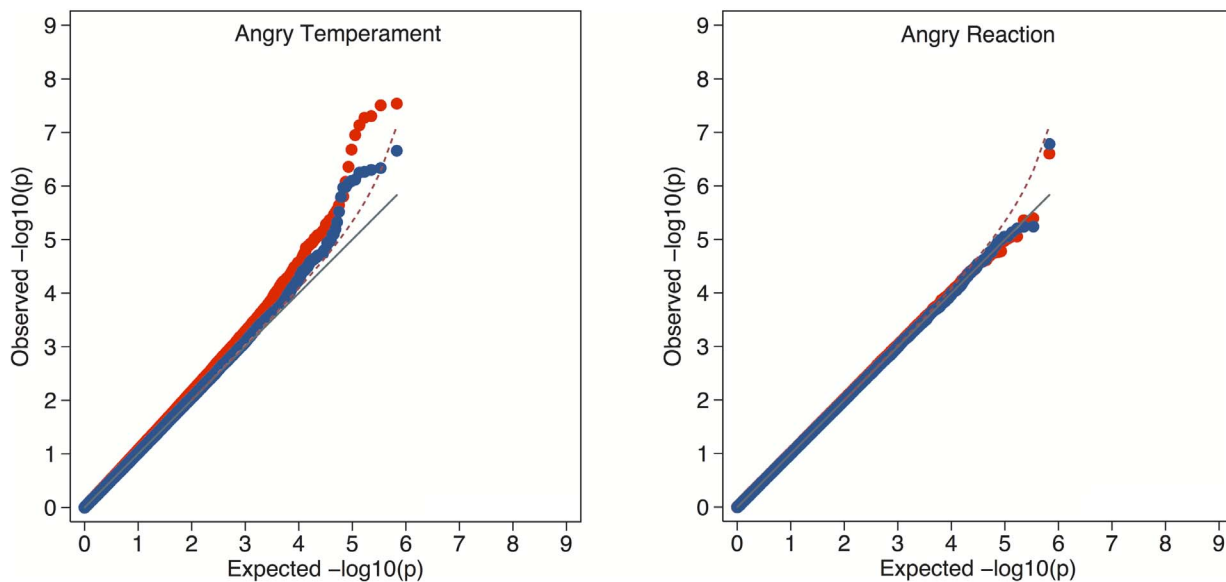 Angry Temperament
Observed −log10(p)
9
8
7
6
5
4
3
2
1
0
0 1 2 3 4 5 6 7 8 9
Expected −log10(p)
Angry Reaction
Observed −log10(p)
9
8
7
6
5
4
3
2
1
0
0 1 2 3 4 5 6 7 8 9
Expected −log10(p)